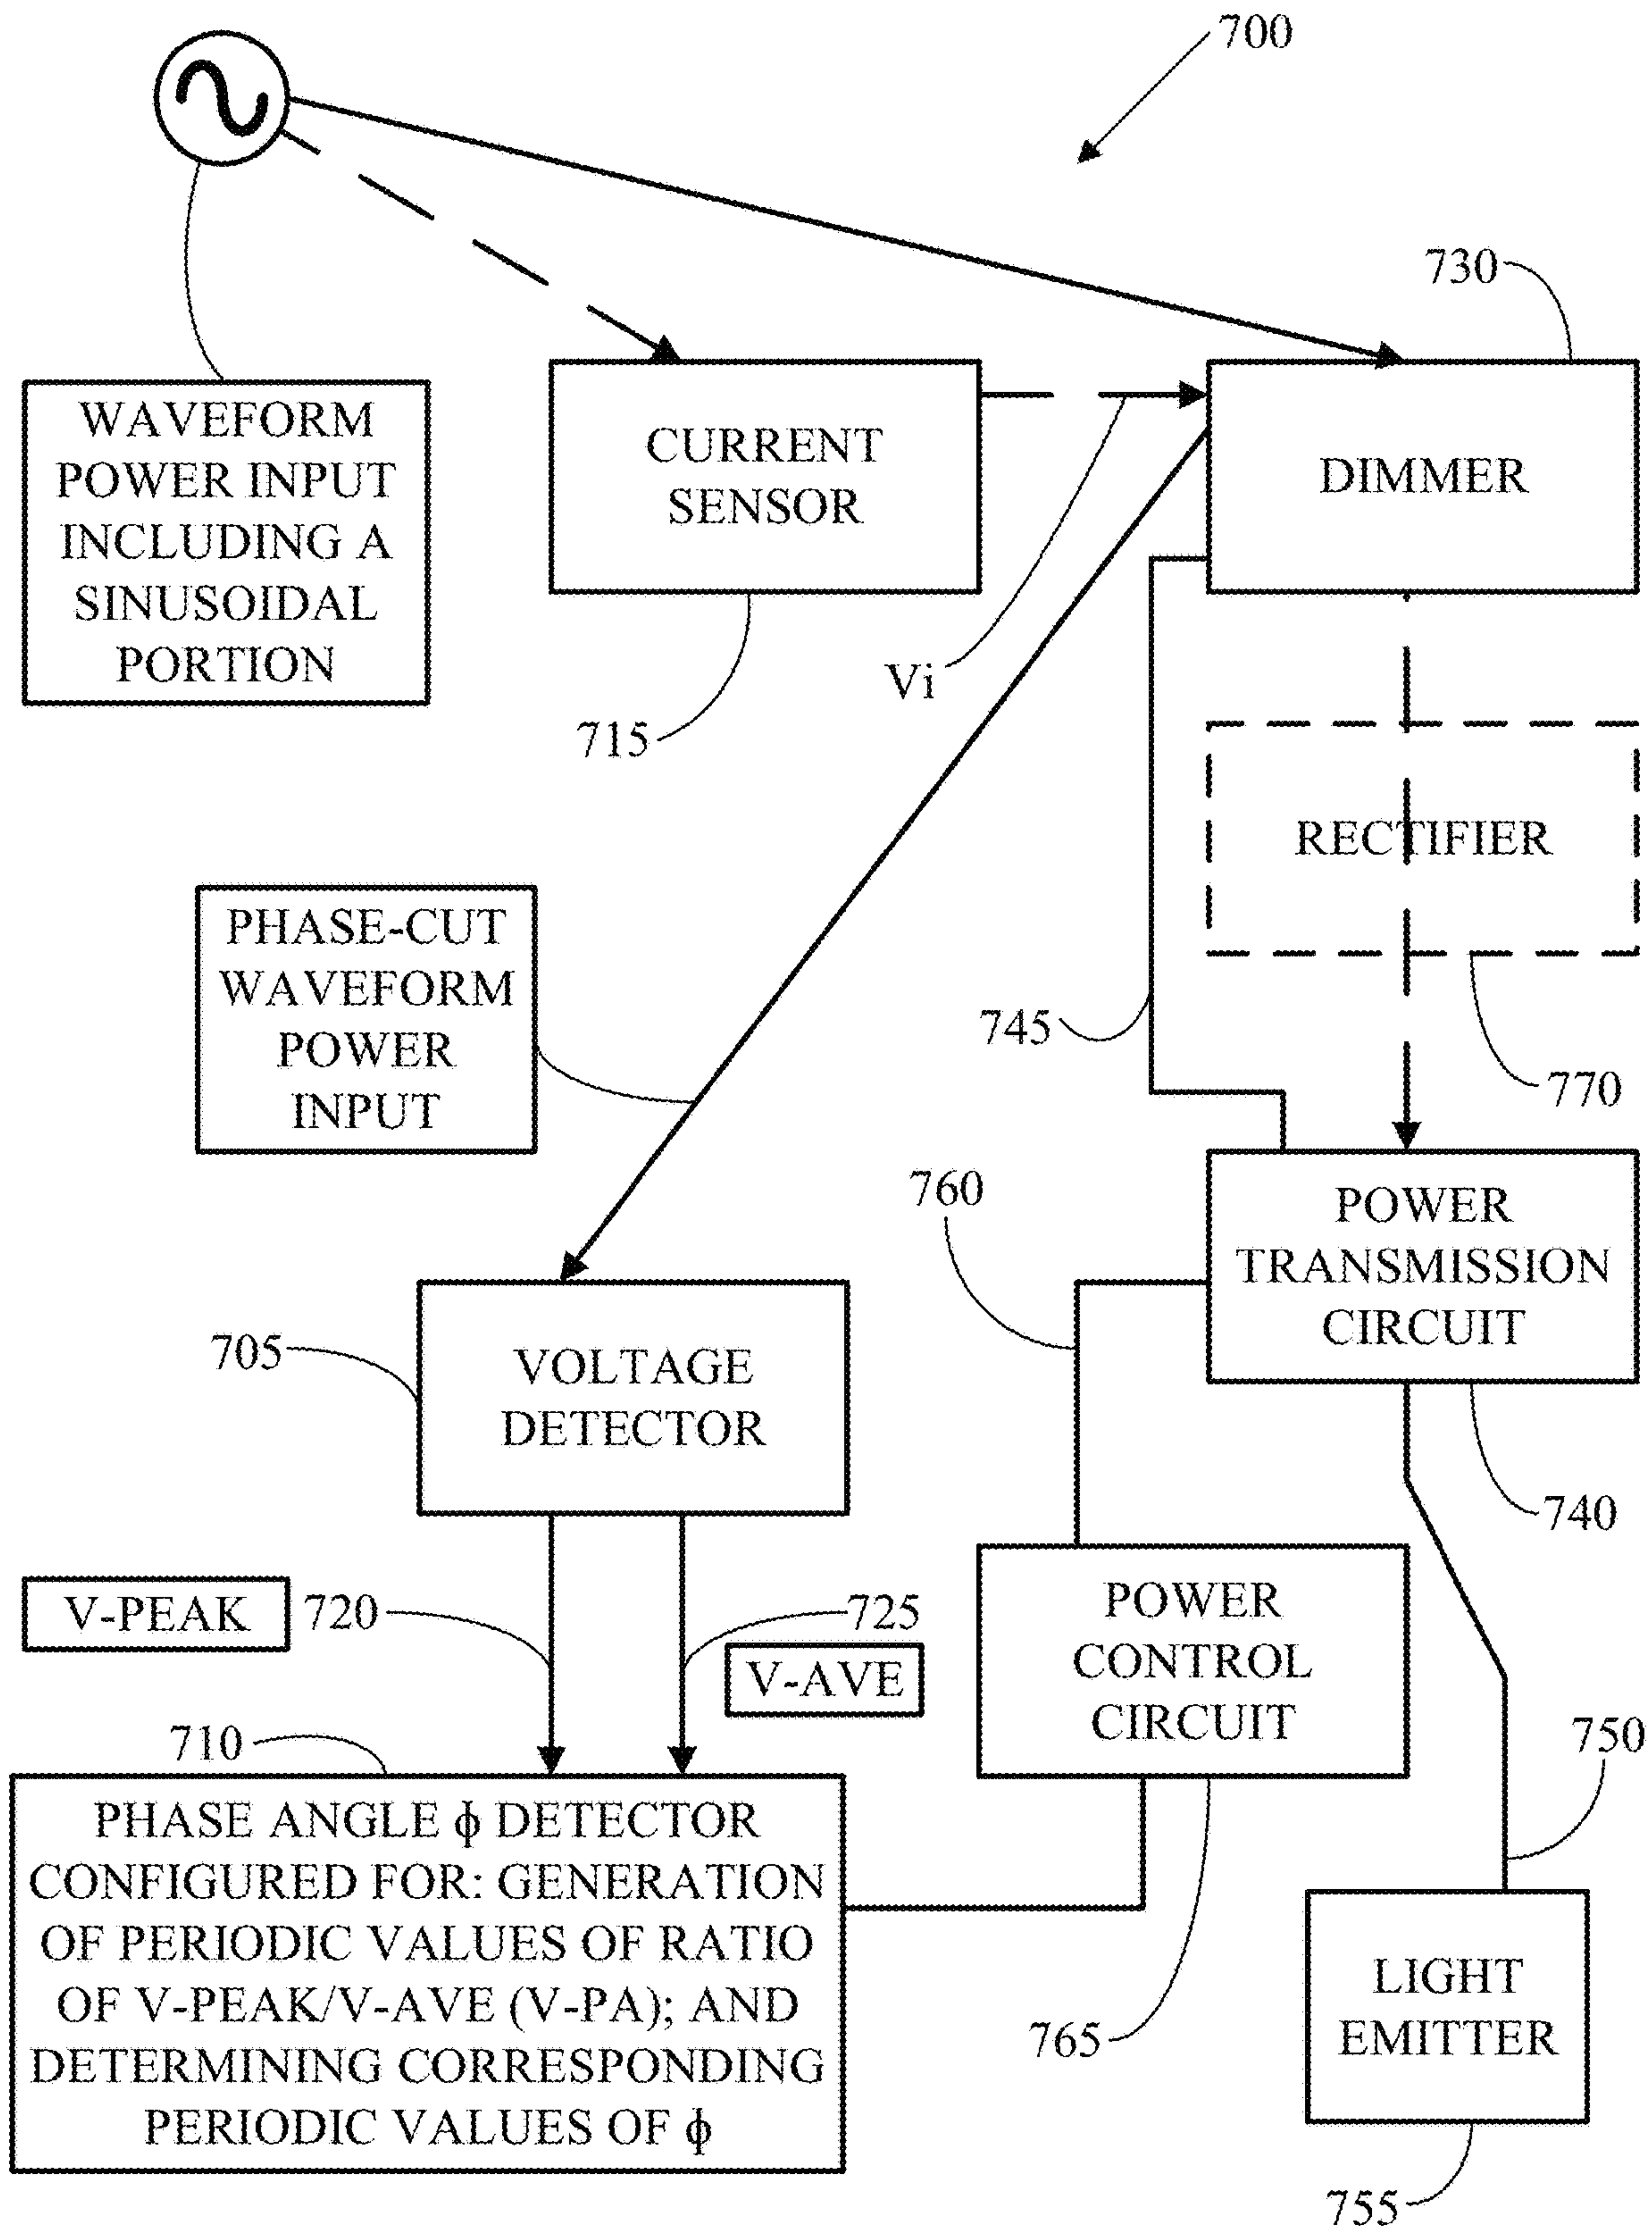 700
730
WAVEFORM
POWER INPUT
INCLUDING A
SINUSOIDAL
PORTION
CURRENT
SENSOR
DIMMER
Vi
715
RECTIFIER
PHASE-CUT
WAVEFORM
POWER
INPUT
745
770
760
POWER
TRANSMISSION
CIRCUIT
705
VOLTAGE
DETECTOR
740
V-PEAK
720
725
V-AVE
POWER
CONTROL
CIRCUIT
710
750
PHASE ANGLE ϕ DETECTOR
CONFIGURED FOR: GENERATION
OF PERIODIC VALUES OF RATIO
OF V-PEAK/V-AVE (V-PA); AND
DETERMINING CORRESPONDING
PERIODIC VALUES OF ϕ
765
LIGHT
EMITTER
755